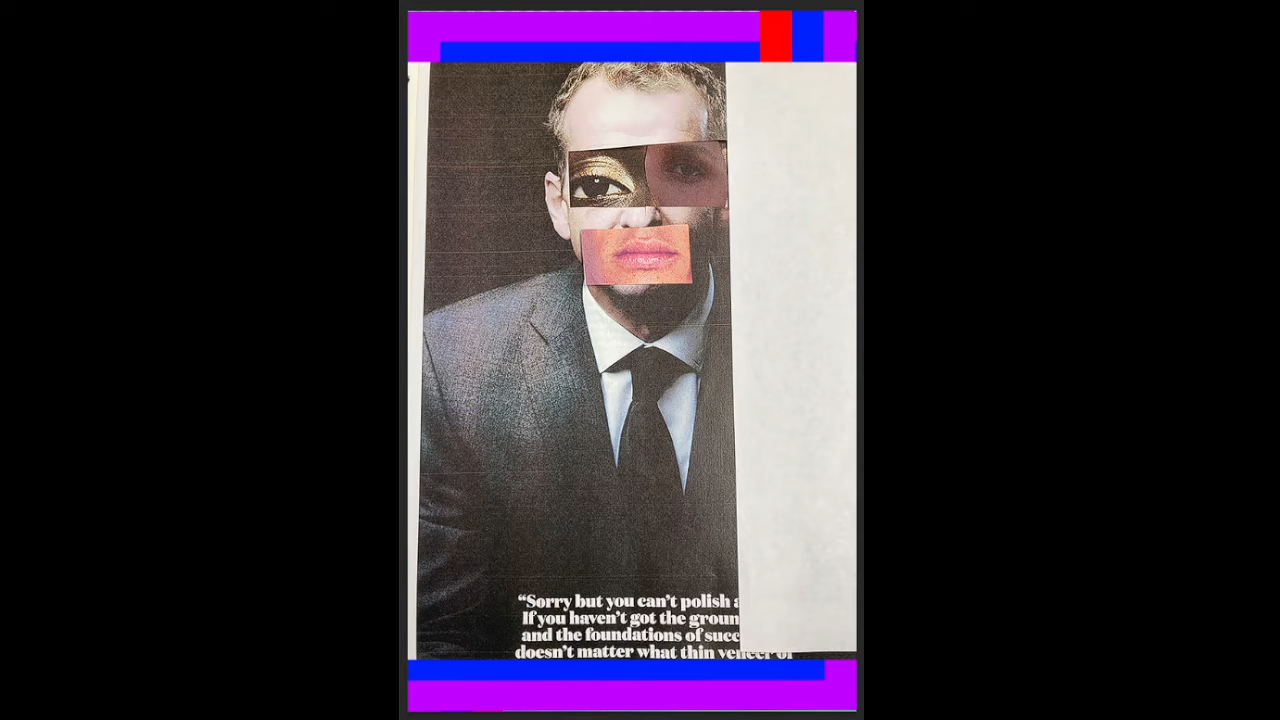 “Sorry but you can’t polish a
If you haven’t got the groun
and the foundations of succ
doesn’t matter what thin veneer of